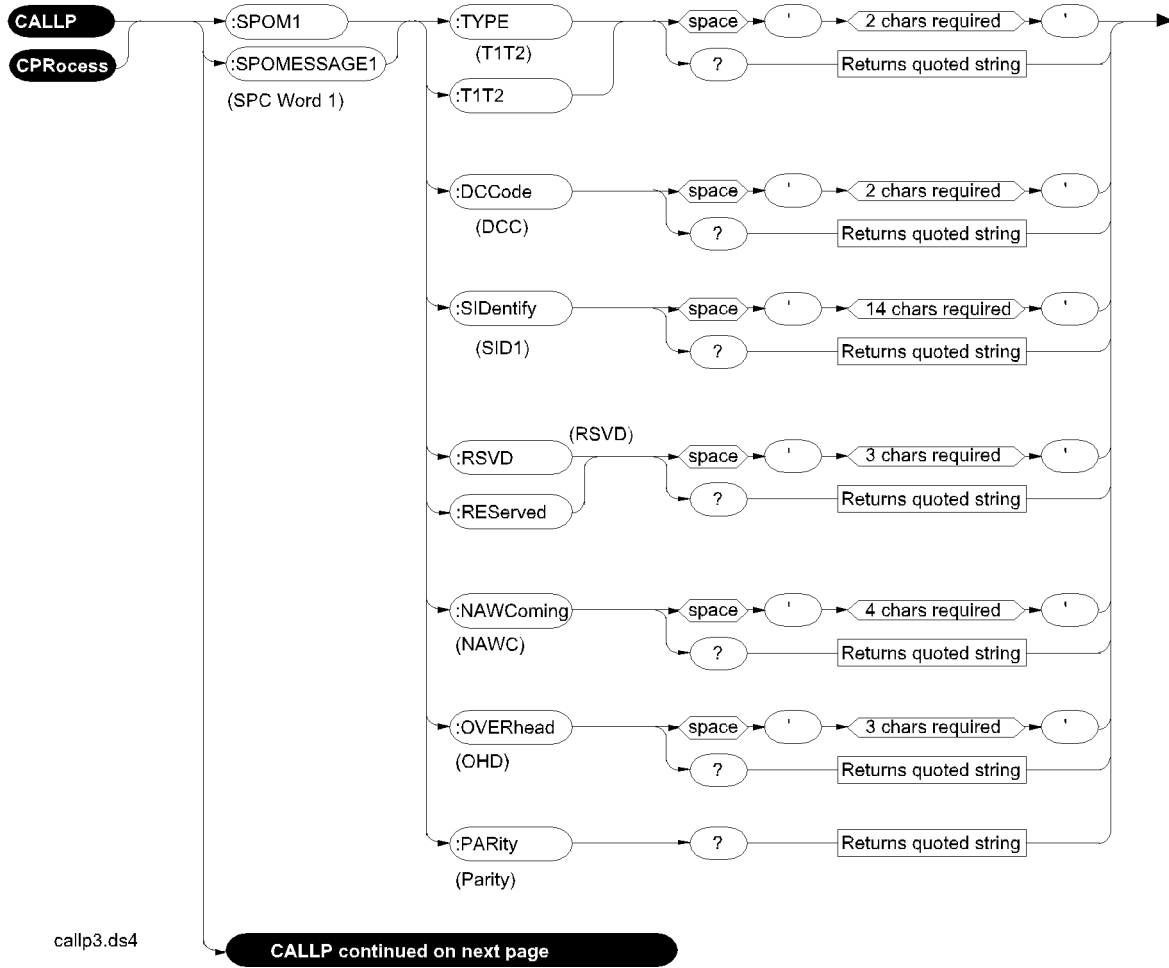 CALLP :SPOM1 :TYPE space ' 2 chars required '
CPRocess :SPOMESSAGE1 (T1T2) ? Returns quoted string
(SPC Word 1) :T1T2
:DCCode space ' 2 chars required '
(DCC) ? Returns quoted string
:SIDentify space ' 14 chars required '
(SID1) ? Returns quoted string
(RSVD)
:RSVD space ' 3 chars required '
:REServed ? Returns quoted string
:NAWComing space ' 4 chars required '
(NAWC) ? Returns quoted string
:OVERhead space ' 3 chars required '
(OHD) ? Returns quoted string
:PARity ? Returns quoted string
(Parity)
callp3.ds4
CALLP continued on next page